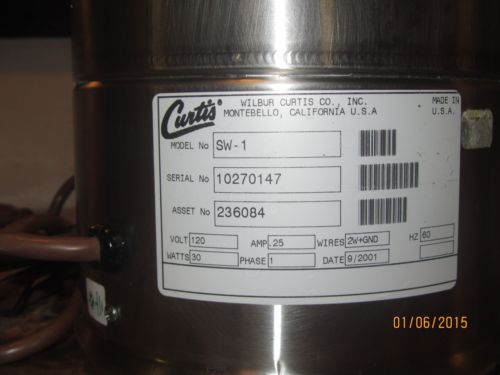 Curtis
WILBUR CURTIS CO., INC.
MONTEBELLO, CALIFORNIA U.S.A
MADE IN
U.S.A.
MODEL No SW-1
SERIAL No 10270147
ASSET No 236084
VOLT 120 AMP .25 WIRES 2W+GND HZ 60
WATTS 30 PHASE 1 DATE 9/2001
01/06/2015